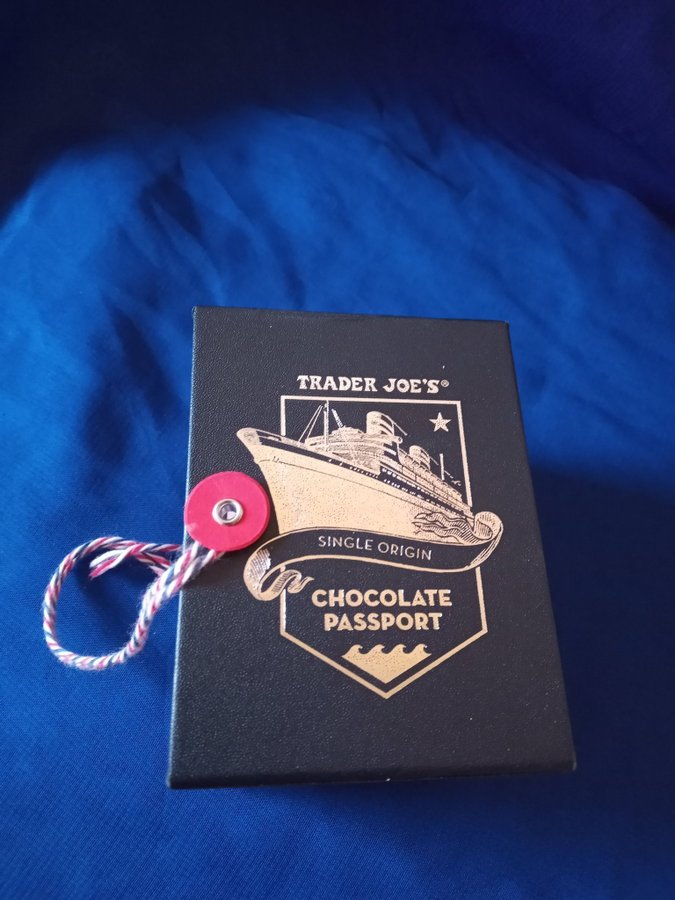 TRADER JOE'S®
SINGLE ORIGIN
CHOCOLATE
PASSPORT